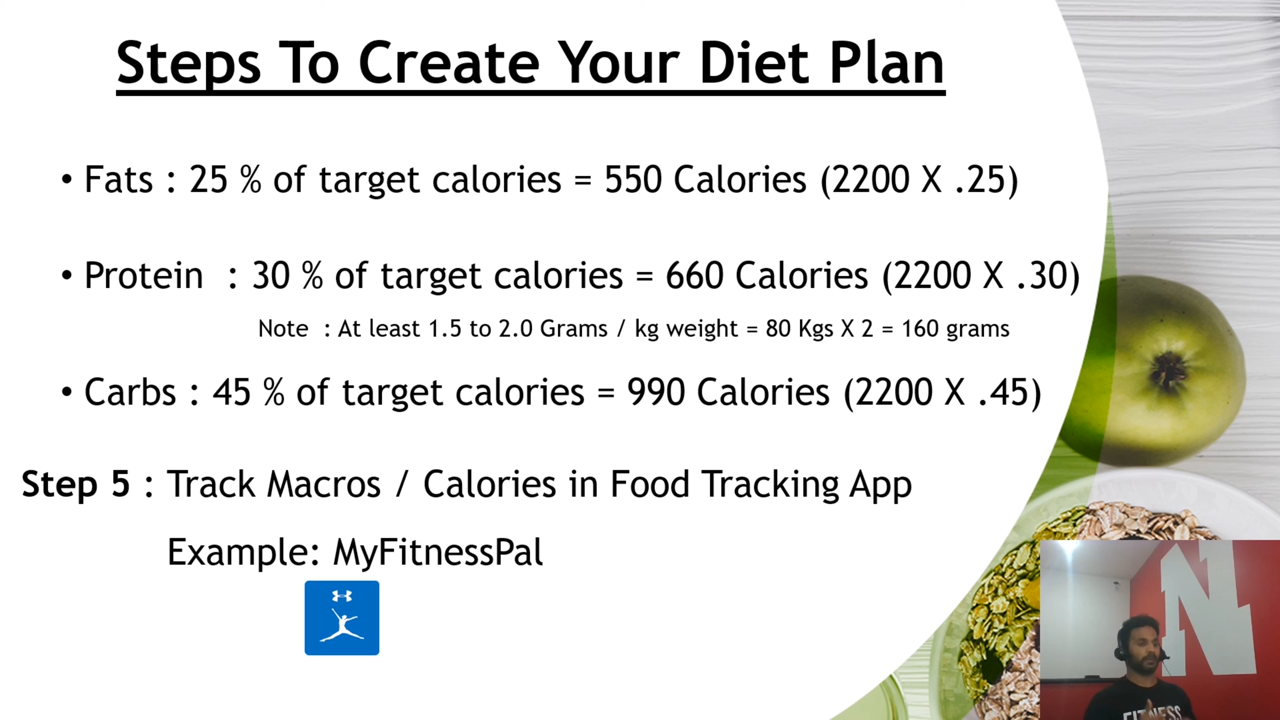 Steps To Create Your Diet Plan
• Fats : 25 % of target calories = 550 Calories (2200 X .25)
• Protein : 30 % of target calories = 660 Calories (2200 X .30)
Note : At least 1.5 to 2.0 Grams / kg weight = 80 Kgs X 2 = 160 grams
• Carbs : 45 % of target calories = 990 Calories (2200 X .45)
Step 5 : Track Macros / Calories in Food Tracking App
Example: MyFitnessPal
N
FITNESS